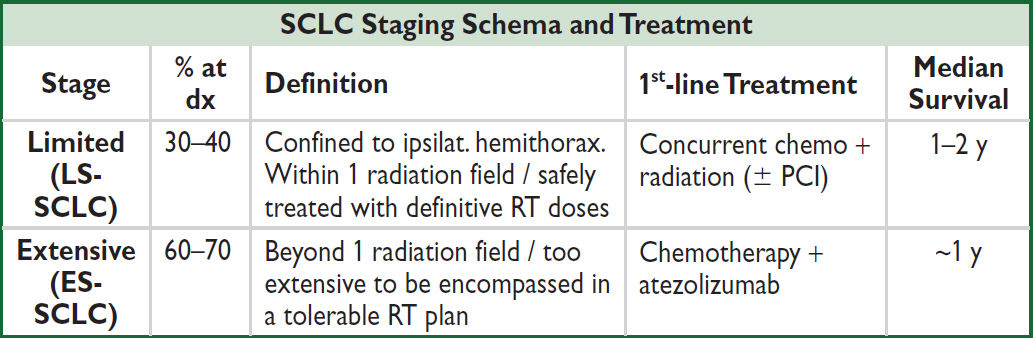 SCLC Staging Schema and Treatment
Stage
% at
dx
Definition
1st-line Treatment
Median
Survival
Limited
(LS-
SCLC)
30–40
Confined to ipsilat. hemithorax.
Within 1 radiation field / safely
treated with definitive RT doses
Concurrent chemo +
radiation (± PCI)
1–2 y
Extensive
(ES-
SCLC)
60–70
Beyond 1 radiation field / too
extensive to be encompassed in
a tolerable RT plan
Chemotherapy +
atezolizumab
~1 y